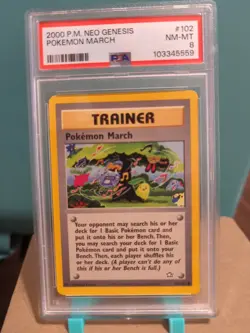 2000 P.M. NEO GENESIS
#102
POKEMON MARCH
NM-MT
8
PSA
103345559
TRAINER
Pokémon March
Your opponent may search his or her
deck for 1 Basic Pokémon card and
put it onto his or her Bench. Then,
you may search your deck for 1 Basic
Pokémon card and put it onto your
Bench. Then, each player shuffles his
or her deck. (A player can't do any of
this if his or her Bench is full.)